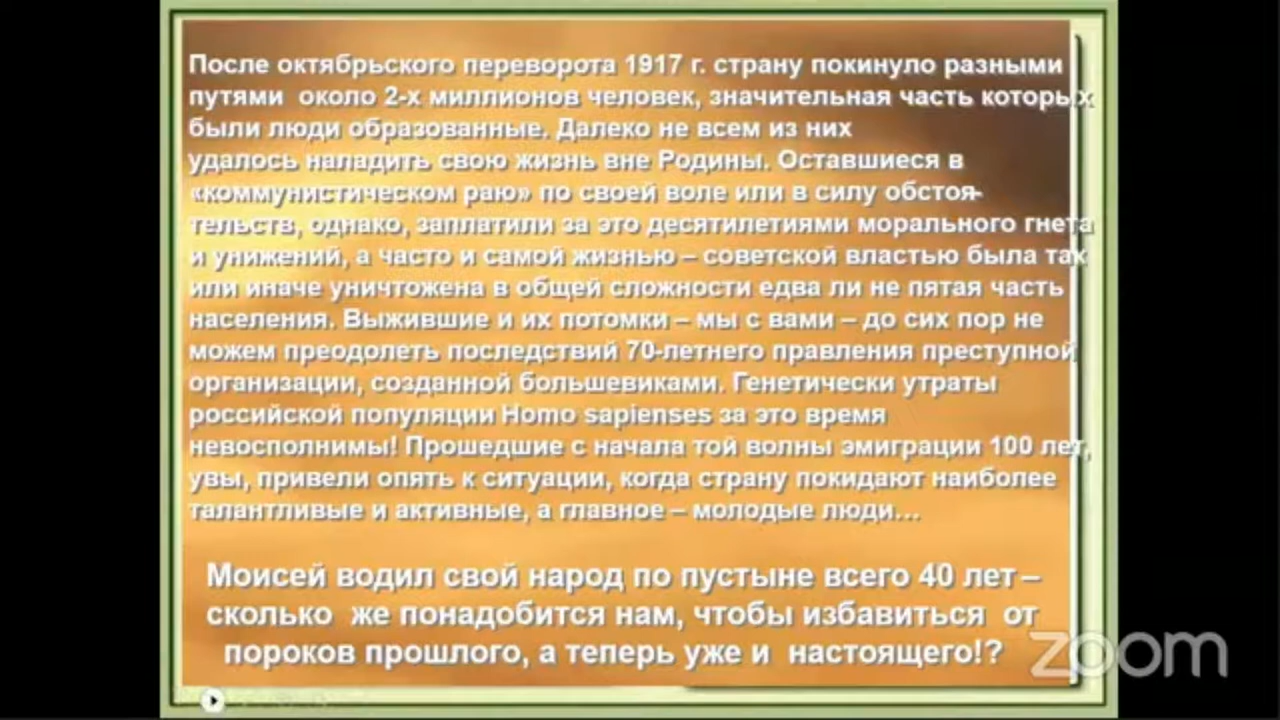 После октябрьского переворота 1917 г. страну покинуло разными
путями около 2-х миллионов человек, значительная часть которых
были люди образованные. Далеко не всем из них
удалось наладить свою жизнь вне Родины. Оставшиеся в
«коммунистическом раю» по своей воле или в силу обстоя-
тельств, однако, заплатили за это десятилетиями морального гнета
и унижений, а часто и самой жизнью – советской властью была так
или иначе уничтожена в общей сложности едва ли не пятая часть
населения. Выжившие и их потомки – мы с вами – до сих пор не
можем преодолеть последствий 70-летнего правления преступной
организации, созданной большевиками. Генетически утраты
российской популяции Homo sapienses за это время
невосполнимы! Прошедшие с начала той волны эмиграции 100 лет,
увы, привели опять к ситуации, когда страну покидают наиболее
талантливые и активные, а главное – молодые люди…
Моисей водил свой народ по пустыне всего 40 лет –
сколько же понадобится нам, чтобы избавиться от
пороков прошлого, а теперь уже и настоящего!?
zoom